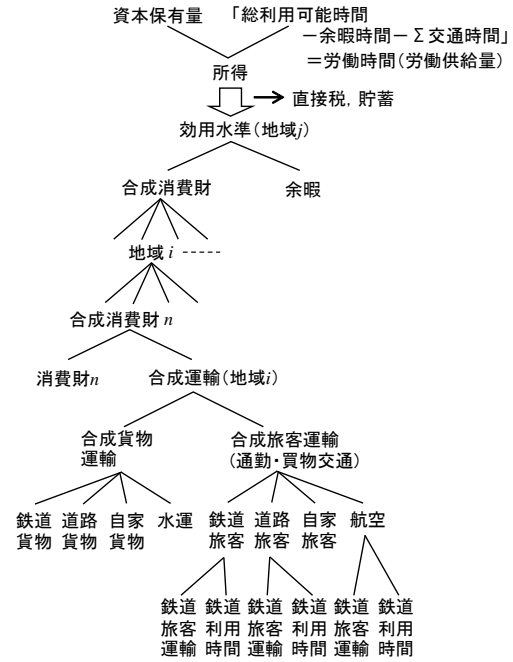 資本保有量 「総利用可能時間
－余暇時間－Σ交通時間」
＝労働時間(労働供給量)
所得
直接税，貯蓄
効用水準(地域j)
合成消費財 余暇
地域 i -----
合成消費財 n
消費財n 合成運輸(地域i)
合成貨物
運輸
合成旅客運輸
(通勤・買物交通)
鉄道 道路 自家 水運 鉄道 道路 自家 航空
貨物 貨物 貨物 旅客 旅客 旅客
鉄道 鉄道 鉄道 鉄道 鉄道 鉄道
旅客 利用 旅客 利用 旅客 利用
運輸 時間 運輸 時間 運輸 時間